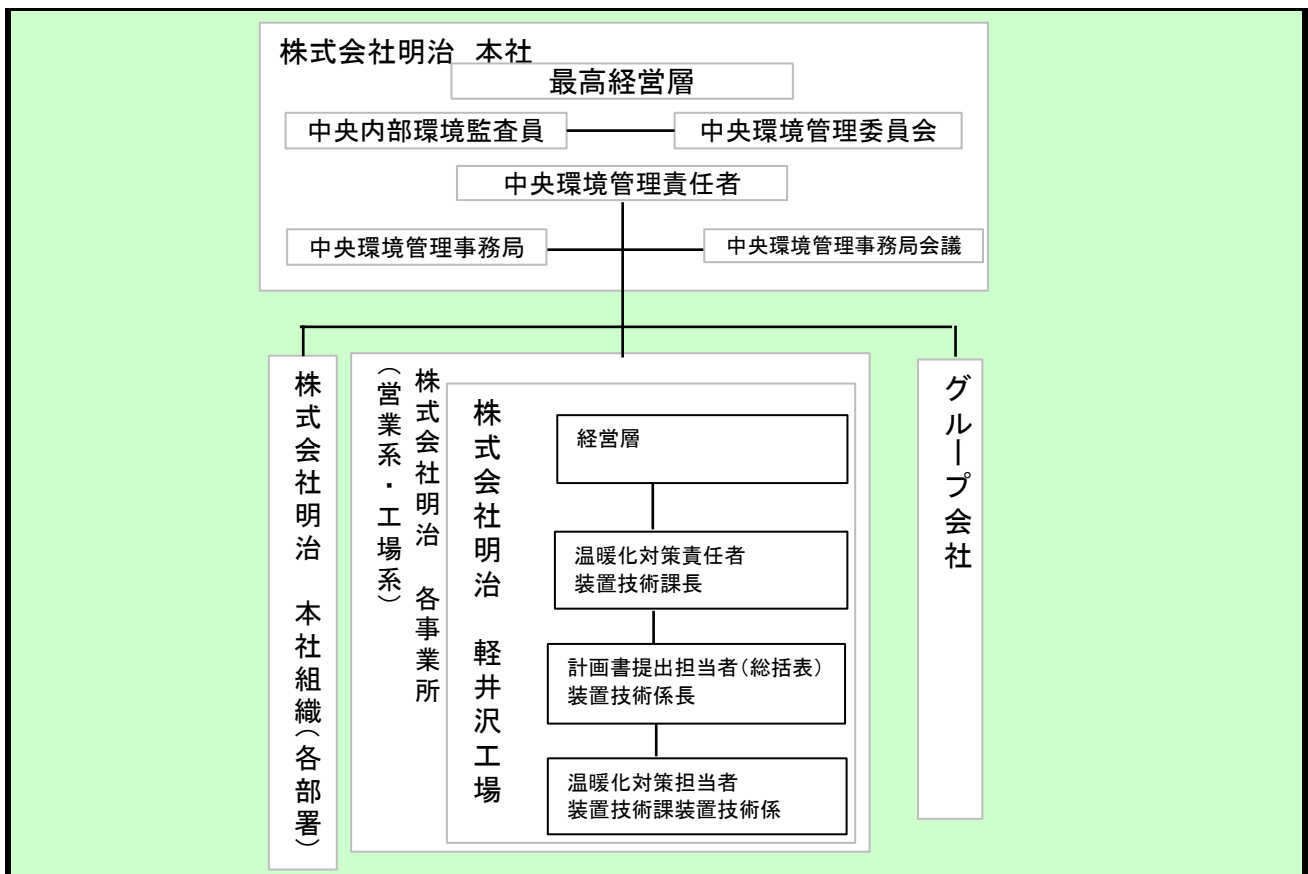 株式会社明治 本社
最高経営層
中央内部環境監査員
中央環境管理委員会
中央環境管理責任者
中央環境管理事務局
中央環境管理事務局会議
株式会社明治 本社組織(各部署)
株式会社明治 各事業所
(営業系・工場系)
株式会社明治 軽井沢工場
経営層
温暖化対策責任者
装置技術課長
計画書提出担当者(総括表)
装置技術係長
温暖化対策担当者
装置技術課装置技術係
グループ会社